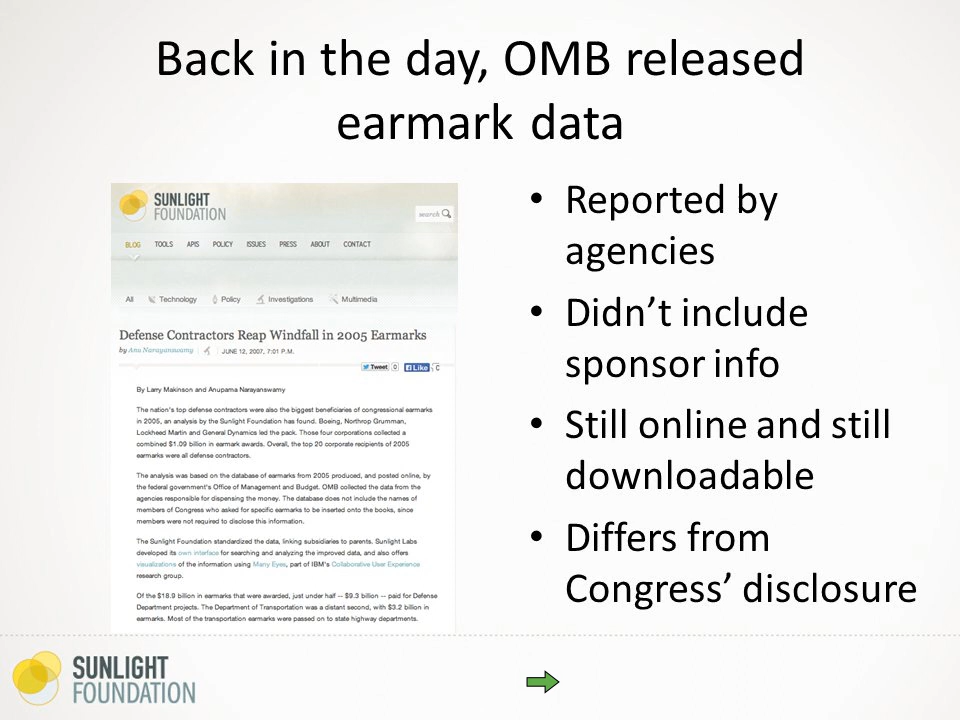 Back in the day, OMB released
earmark data
SUNLIGHT
FOUNDATION
search
BLOG TOOLS APIS POLICY ISSUES PRESS ABOUT CONTACT
All Technology Policy Investigations Multimedia
Defense Contractors Reap Windfall in 2005 Earmarks
by Anu Narayanswamy JUNE 12, 2007, 7:01 P.M.
Tweet 0 Like
By Larry Makinson and Anupama Narayanswamy
The nation's top defense contractors were also the biggest beneficiaries of congressional earmarks
in 2005, an analysis by the Sunlight Foundation has found. Boeing, Northrop Grumman,
Lockheed Martin and General Dynamics led the pack. Those four corporations collected a
combined $1.09 billion in earmark awards. Overall, the top 20 corporate recipients of 2005
earmarks were all defense contractors.
The analysis was based on the database of earmarks from 2005 produced, and posted online, by
the federal government's Office of Management and Budget. OMB collected the data from the
agencies responsible for dispensing the money. The database does not include the names of
members of Congress who asked for specific earmarks to be inserted onto the books, since
members were not required to disclose this information.
The Sunlight Foundation standardized the data, linking subsidiaries to parents. Sunlight Labs
developed its own interface for searching and analyzing the improved data, and also offers
visualizations of the information using Many Eyes, part of IBM's Collaborative User Experience
research group.
Of the $18.9 billion in earmarks that were awarded, just under half -- $9.3 billion -- paid for Defense
Department projects. The Department of Transportation was a distant second, with $3.2 billion in
earmarks. Most of the transportation earmarks were passed on to state highway departments.
• Reported by
agencies
• Didn’t include
sponsor info
• Still online and still
downloadable
• Differs from
Congress’ disclosure
SUNLIGHT
FOUNDATION